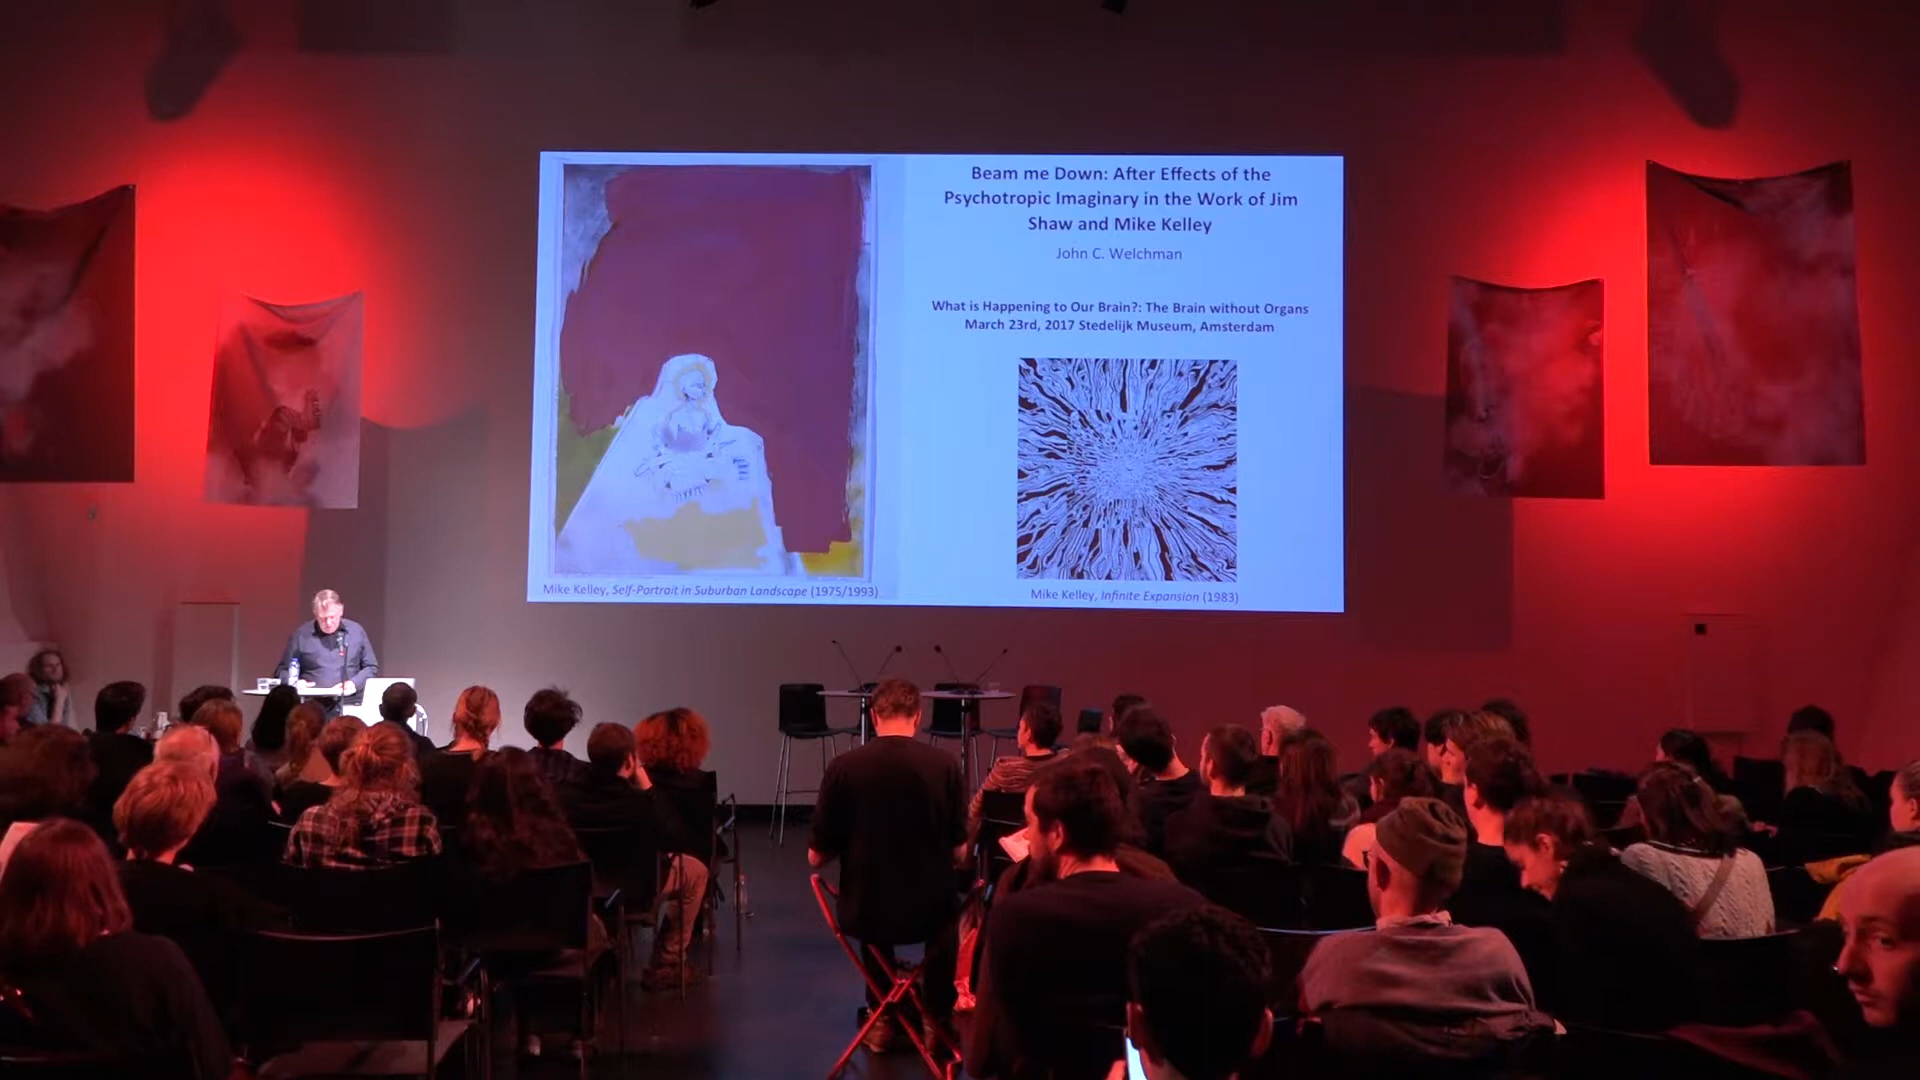 Beam me Down: After Effects of the
Psychotropic Imaginary in the Work of Jim
Shaw and Mike Kelley
John C. Welchman
What is Happening to Our Brain?: The Brain without Organs
March 23rd, 2017 Stedelijk Museum, Amsterdam
Mike Kelley, Self-Portrait in Suburban Landscape (1975/1993)
Mike Kelley, Infinite Expansion (1983)